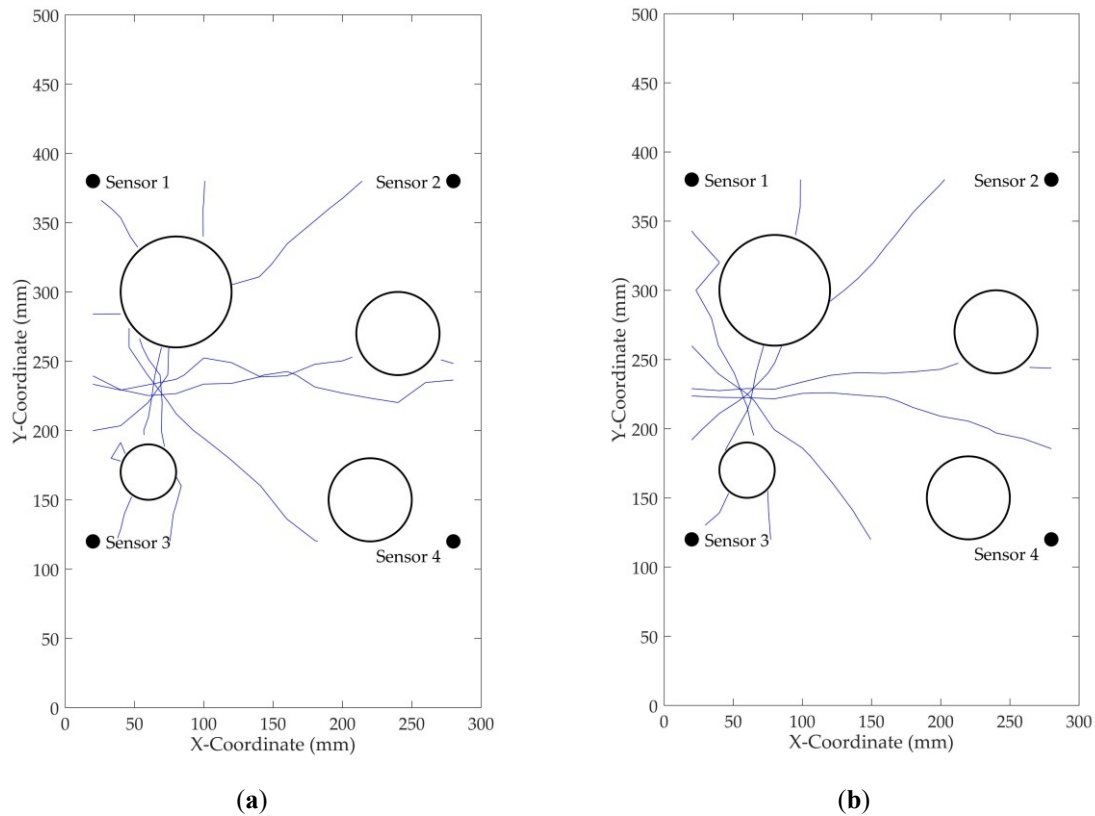 500
450
400
350
300
250
200
150
100
50
0
0 50 100 150 200 250 300
Y-Coordinate (mm)
X-Coordinate (mm)
Sensor 1
Sensor 2
Sensor 3
Sensor 4
(a)
500
450
400
350
300
250
200
150
100
50
0
0 50 100 150 200 250 300
Y-Coordinate (mm)
X-Coordinate (mm)
Sensor 1
Sensor 2
Sensor 3
Sensor 4
(b)